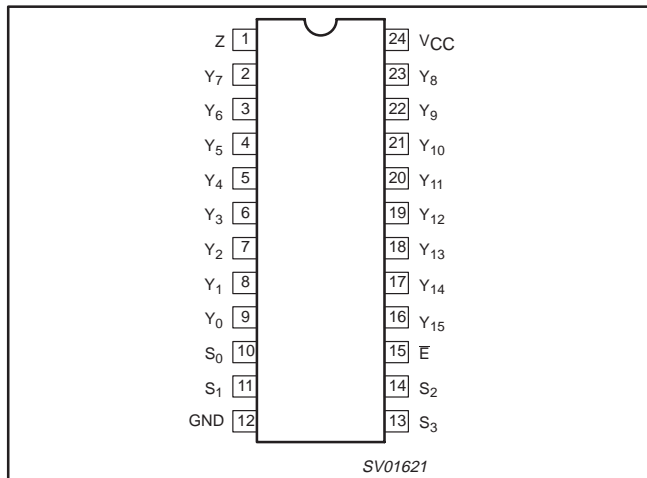 Z 1 24 VCC
Y7 2 23 Y8
Y6 3 22 Y9
Y5 4 21 Y10
Y4 5 20 Y11
Y3 6 19 Y12
Y2 7 18 Y13
Y1 8 17 Y14
Y0 9 16 Y15
S0 10 15 E̅
S1 11 14 S2
GND 12 13 S3
SV01621